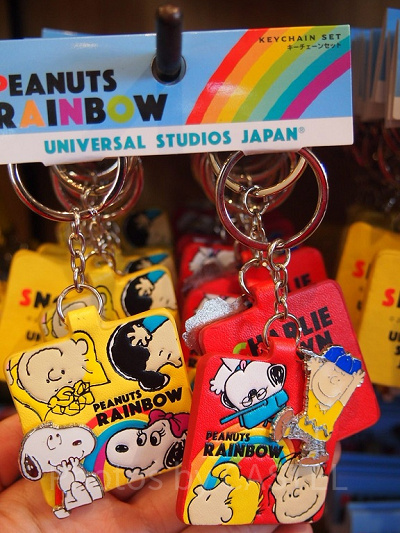 KEYCHAIN SET
キーチェーンセット
PEANUTS
RAINBOW
UNIVERSAL STUDIOS JAPAN®
PEANUTS
RAINBOW
PEANUTS
RAINBOW